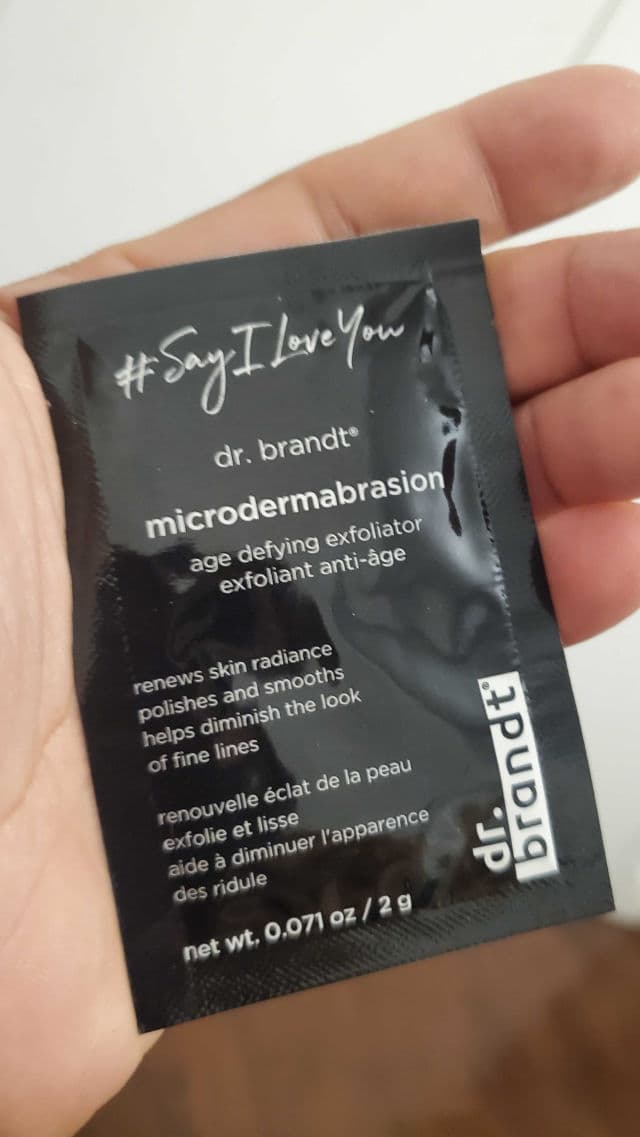 #SayILoveYou
dr. brandt®
microdermabrasion
age defying exfoliator
exfoliant anti-âge
renews skin radiance
polishes and smooths
helps diminish the look
of fine lines
renouvelle éclat de la peau
exfolie et lisse
aide à diminuer l'apparence
des ridule
net wt. 0.071 oz / 2 g
dr.
brandt®